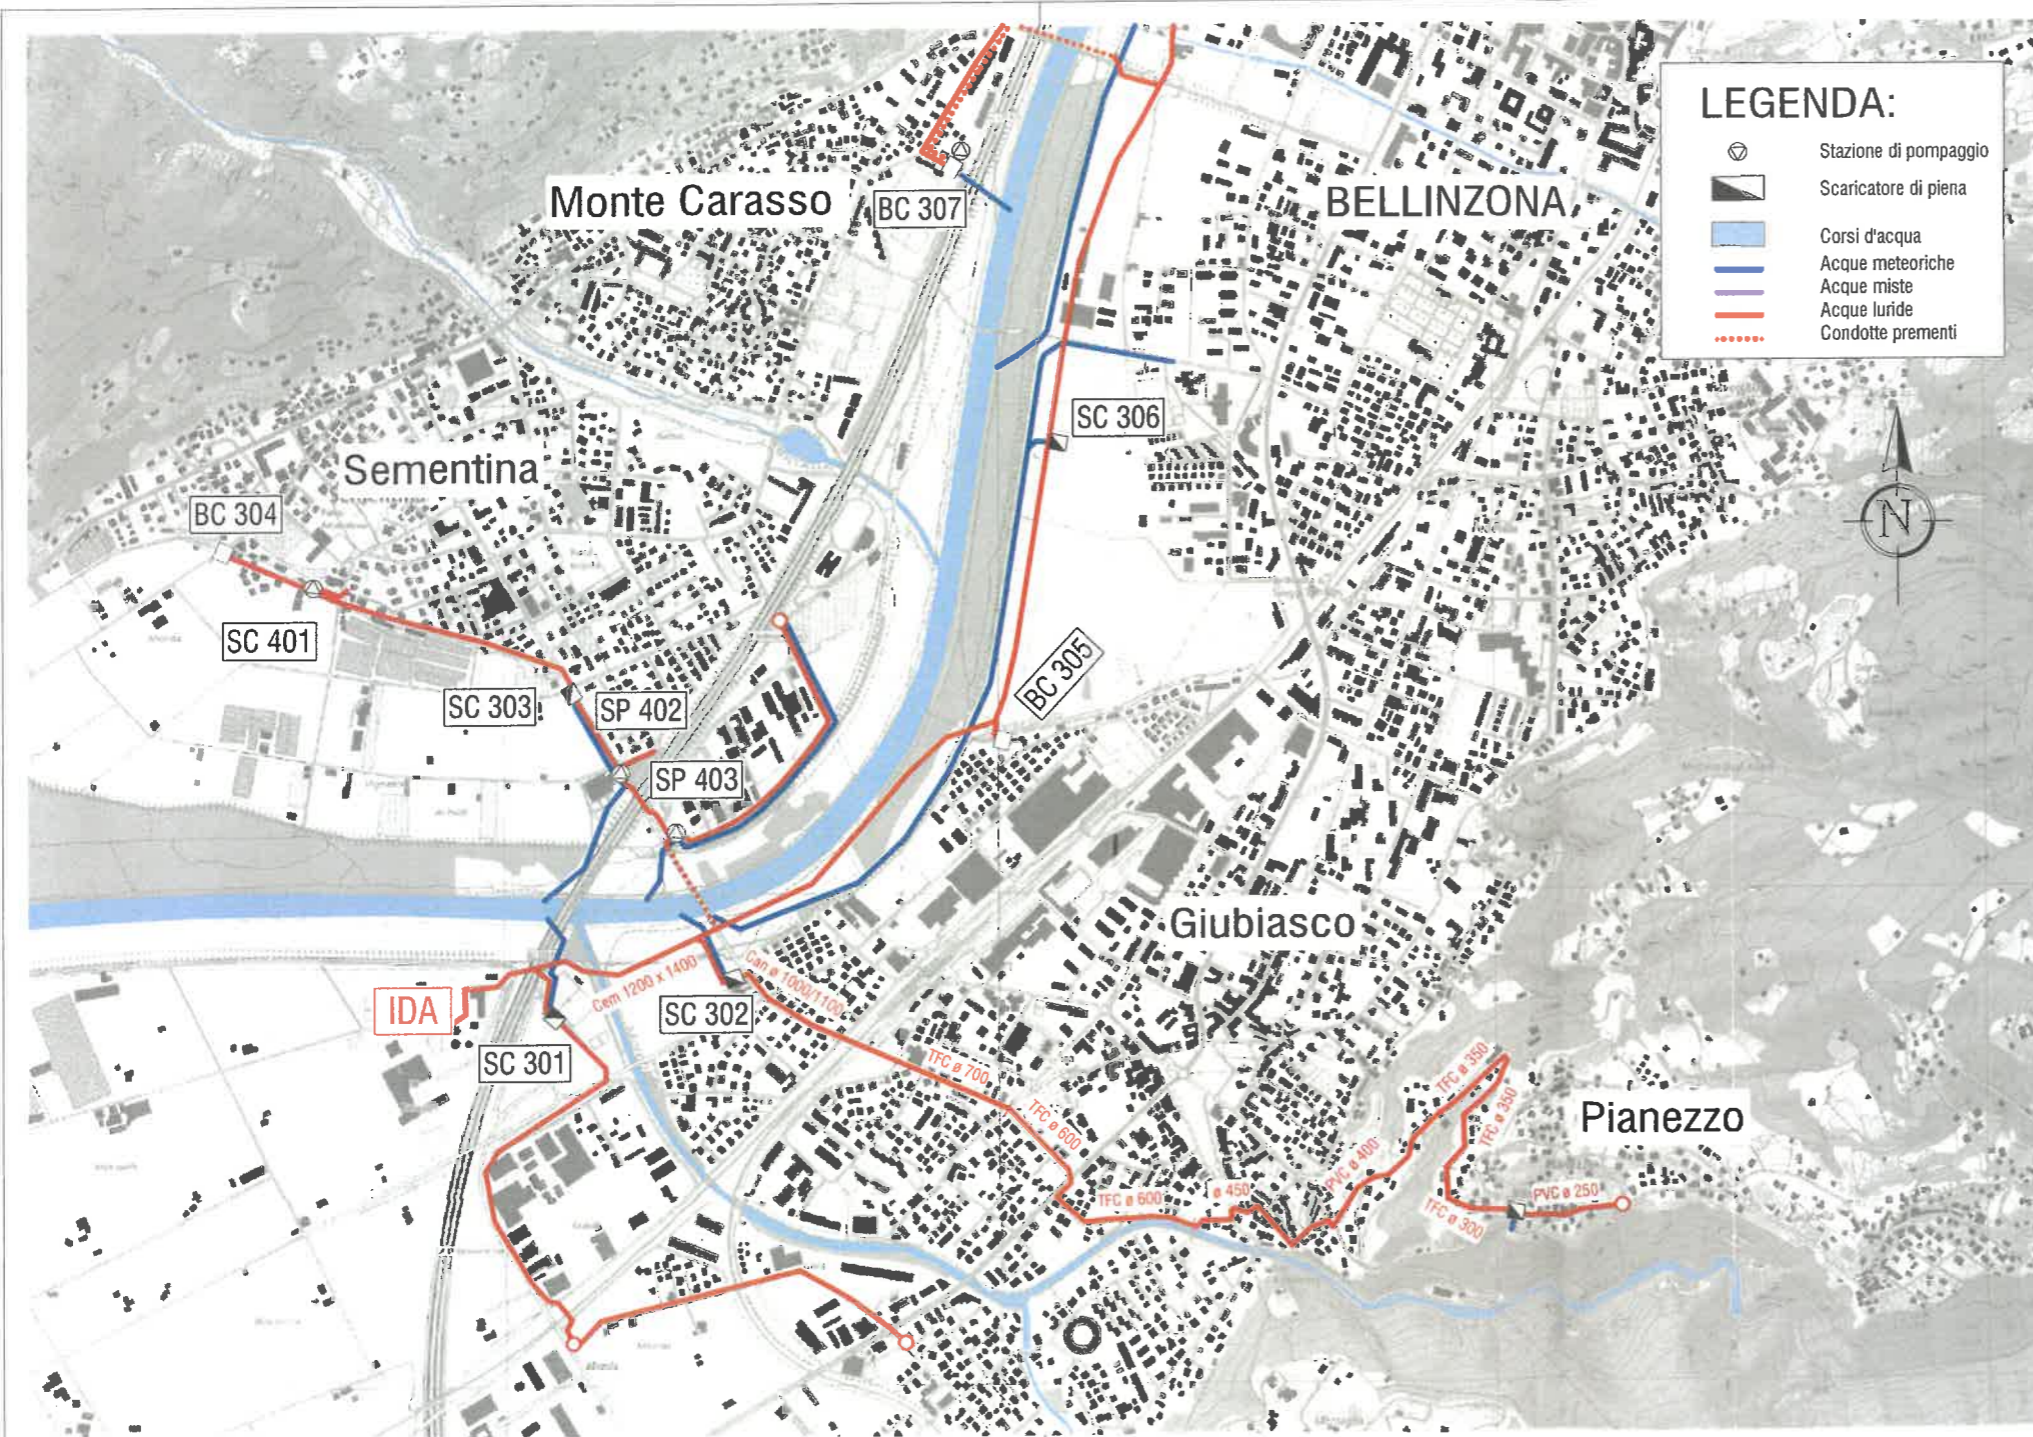 LEGENDA:
Stazione di pompaggio
Scaricatore di piena
Corsi d'acqua
Acque meteoriche
Acque miste
Acque luride
Condotte prementi
Monte Carasso
BC 307
BELLINZONA
SC 306
Sementina
BC 304
N
SC 401
BC 305
SC 303
SP 402
SP 403
Giubiasco
Cem 1200 x 1400
Can ø 1000/1100
IDA
SC 302
SC 301
TFC ø 700
TFC ø 600
TFC ø 350
TFC ø 350
Pianezzo
PVC ø 400
TFC ø 600
ø 450
PVC ø 250
TFC ø 300